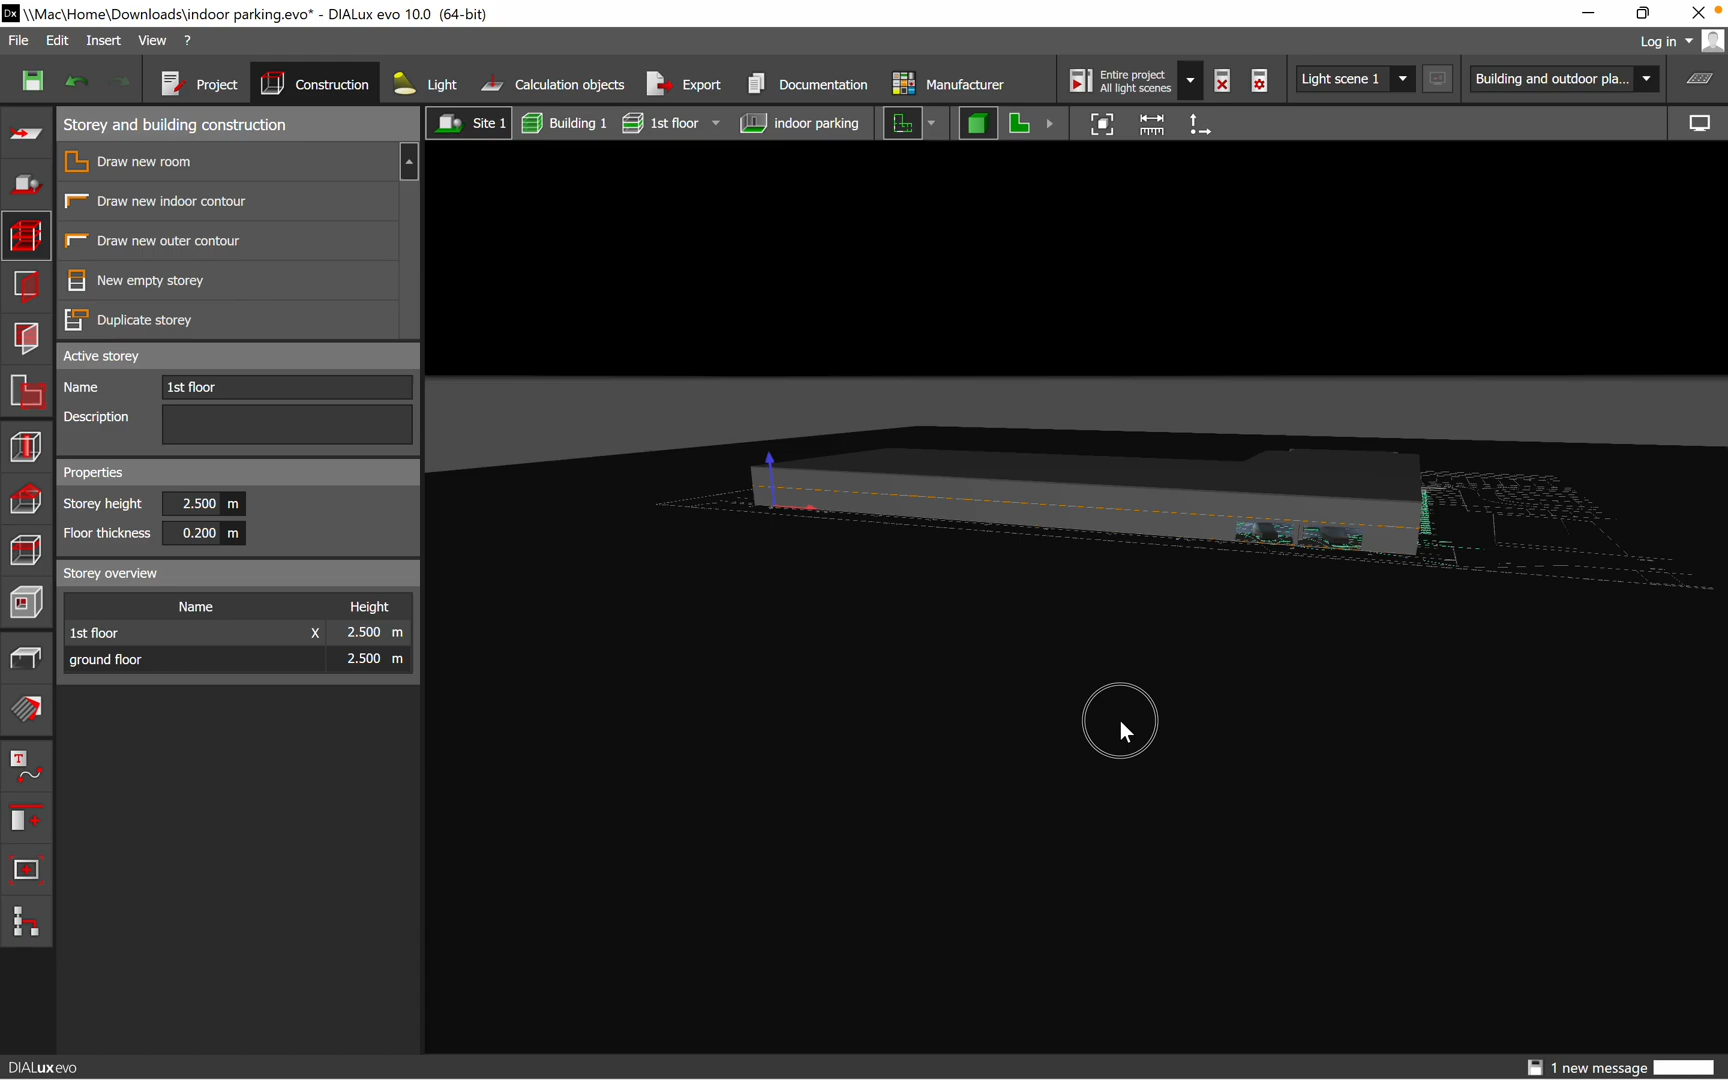 Dx \\Mac\Home\Downloads\indoor parking.evo* - DIALux evo 10.0 (64-bit)
File Edit Insert View ? Log in
Project Construction Light Calculation objects Export Documentation Manufacturer Entire project All light scenes Light scene 1 Building and outdoor pla...
Storey and building construction Site 1 Building 1 1st floor indoor parking
Draw new room
Draw new indoor contour
Draw new outer contour
New empty storey
Duplicate storey
Active storey
Name 1st floor
Description
Properties
Storey height 2.500 m
Floor thickness 0.200 m
Storey overview
Name Height
1st floor X 2.500 m
ground floor 2.500 m
T
DIALux evo 1 new message